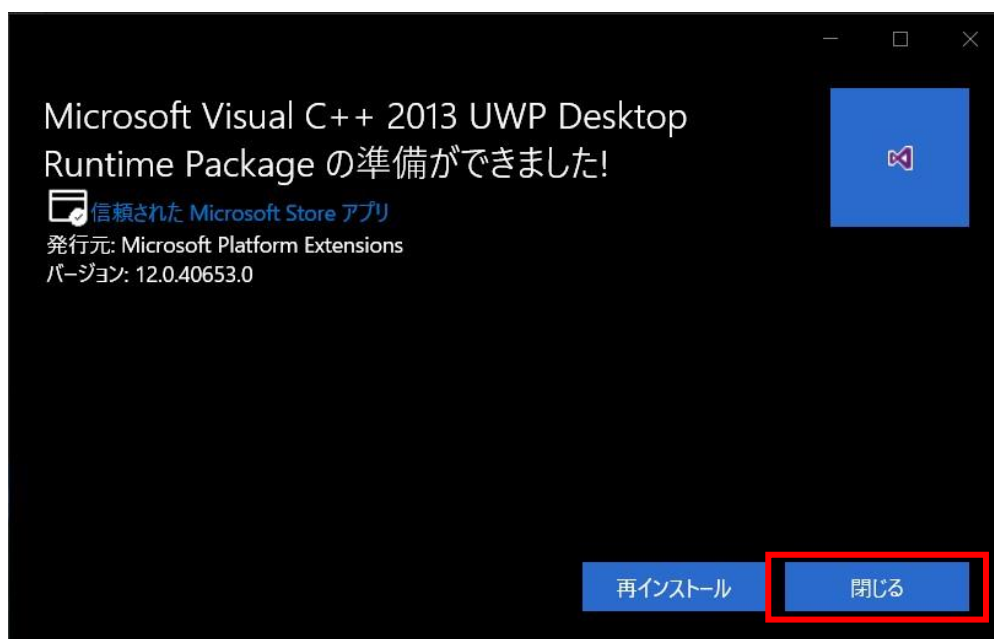 Microsoft Visual C++ 2013 UWP Desktop
Runtime Package の準備ができました!
信頼された Microsoft Store アプリ
発行元: Microsoft Platform Extensions
バージョン: 12.0.40653.0
再インストール
閉じる